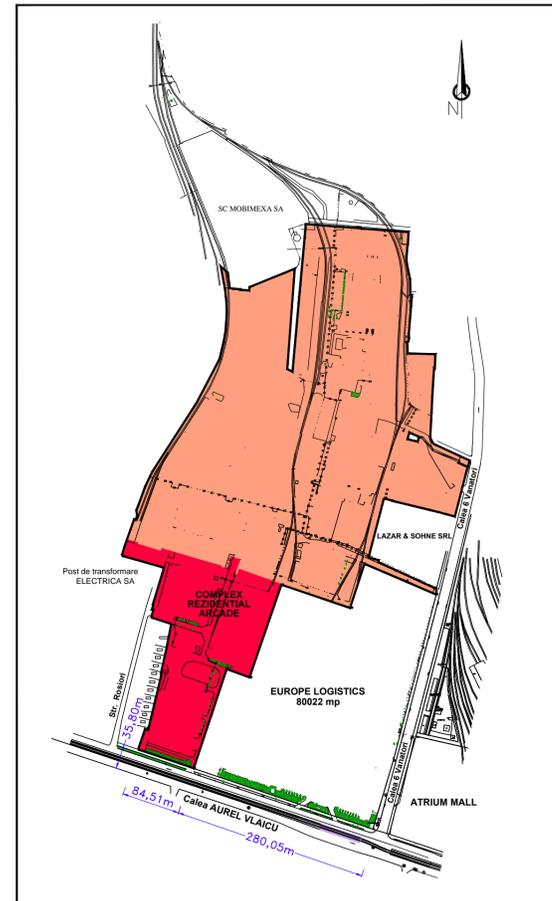 N
SC MOBIMEXA SA
Calea 6 Vanatori
LAZAR & SOHNE SRL
Post de transformare
ELECTRICA SA
COMPLEX
REZIDENTIAL
ARCADE
EUROPE LOGISTICS
80022 mp
Str. Rosiori
35,80m
Calea 6 Vanatori
ATRIUM MALL
84,51m
Calea AUREL VLAICU
280,05m